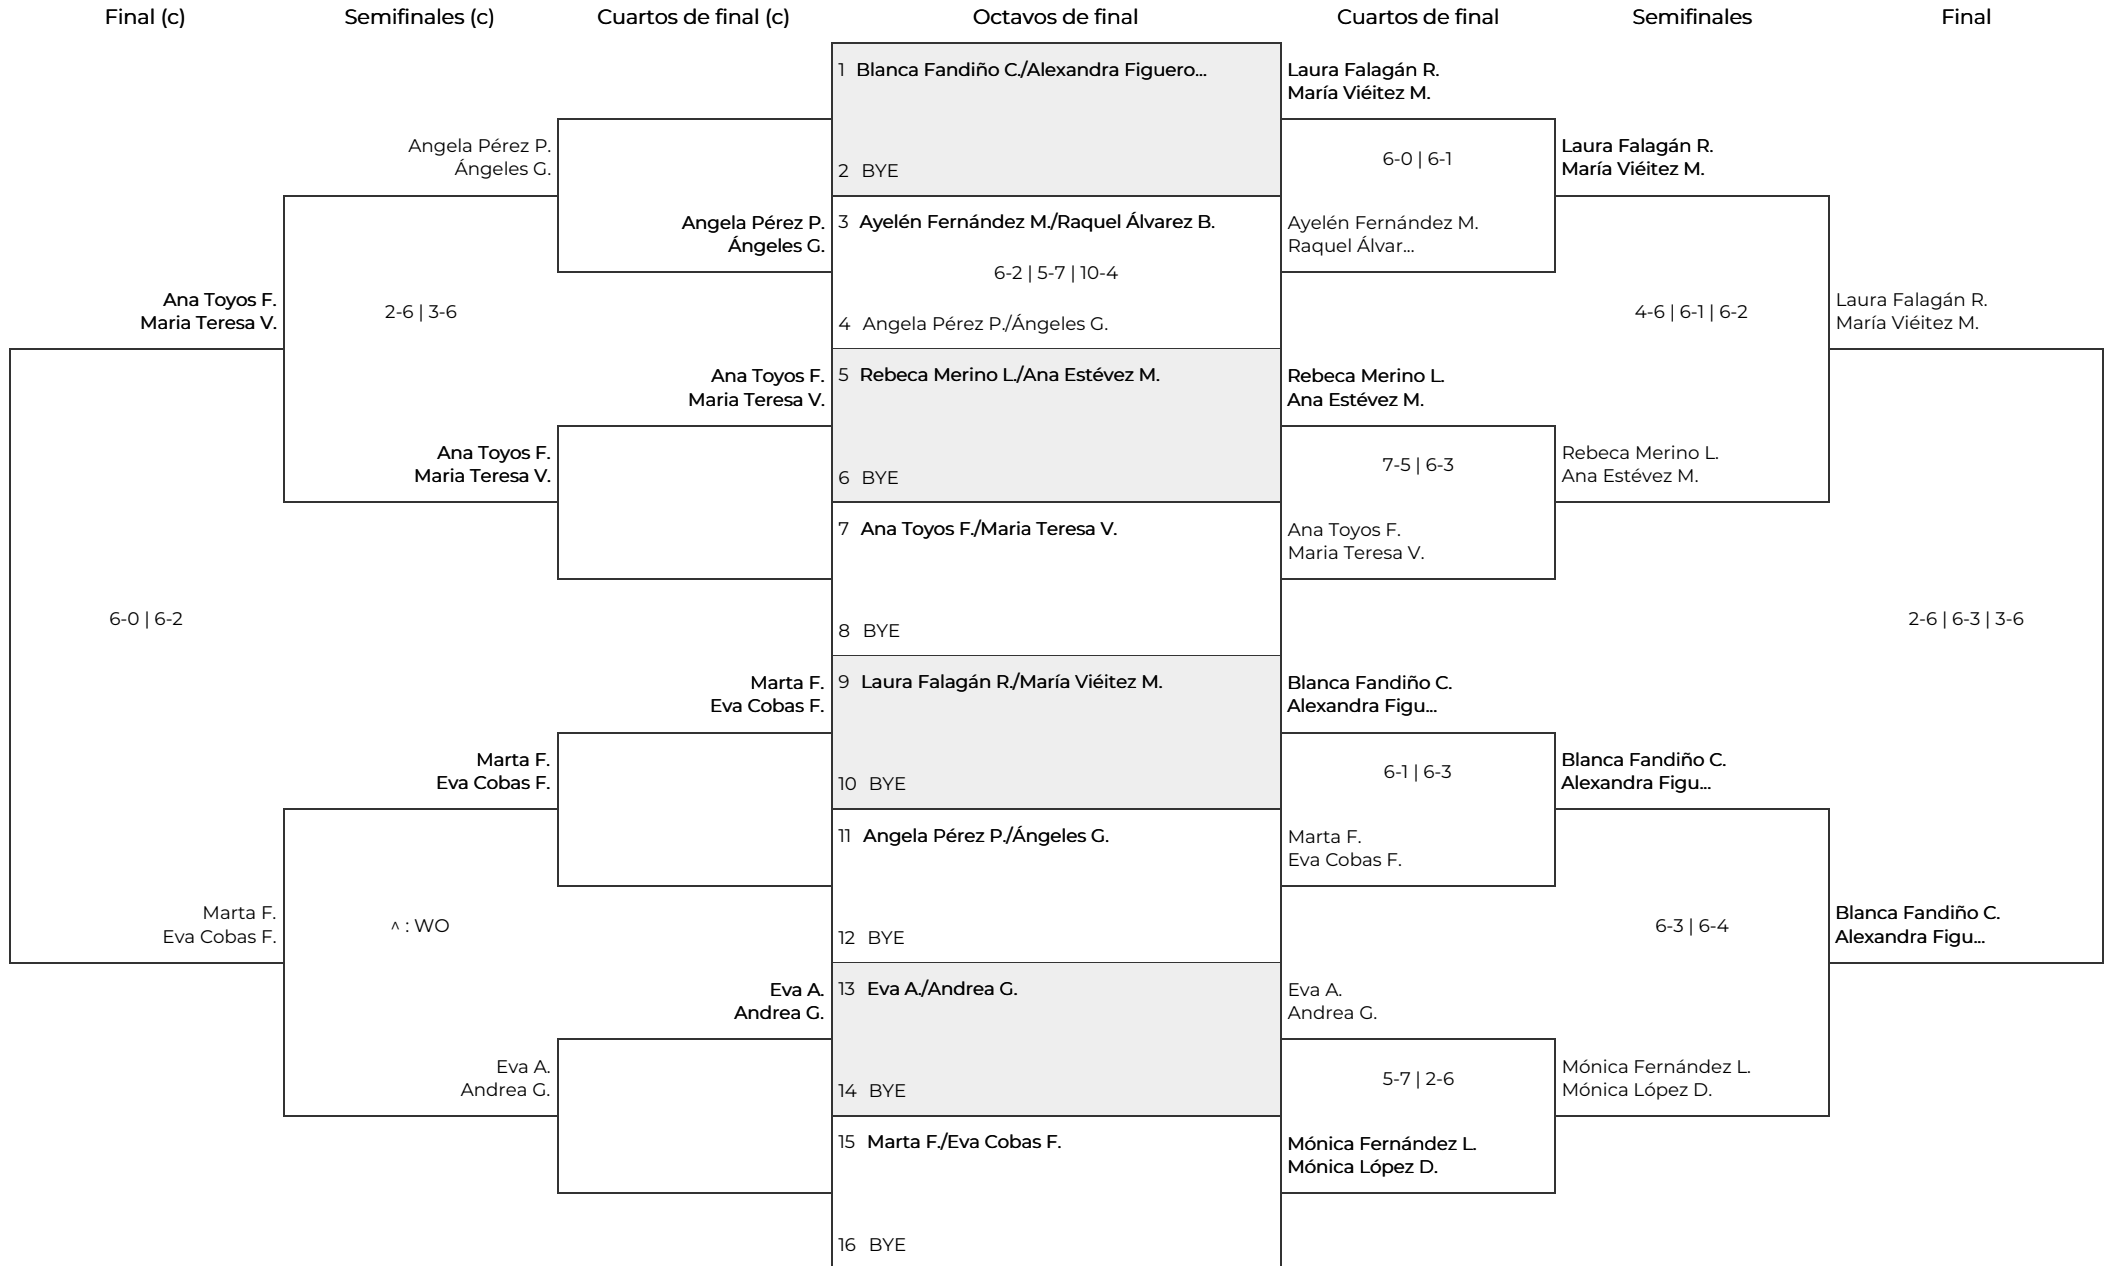 Final (c)
Semifinales (c)
Cuartos de final (c)
Octavos de final
Cuartos de final
Semifinales
Final
Ana Toyos F.
Maria Teresa V.
6-0 | 6-2
Marta F.
Eva Cobas F.
Angela Pérez P.
Ángeles G.
2-6 | 3-6
Ana Toyos F.
Maria Teresa V.
Marta F.
Eva Cobas F.
^ : WO
Eva A.
Andrea G.
Angela Pérez P.
Ángeles G.
Ana Toyos F.
Maria Teresa V.
Marta F.
Eva Cobas F.
Eva A.
Andrea G.
1 Blanca Fandiño C./Alexandra Figuero...
2 BYE
3 Ayelén Fernández M./Raquel Álvarez B.
6-2 | 5-7 | 10-4
4 Angela Pérez P./Ángeles G.
5 Rebeca Merino L./Ana Estévez M.
6 BYE
7 Ana Toyos F./Maria Teresa V.
8 BYE
9 Laura Falagán R./María Viéitez M.
10 BYE
11 Angela Pérez P./Ángeles G.
12 BYE
13 Eva A./Andrea G.
14 BYE
15 Marta F./Eva Cobas F.
16 BYE
Laura Falagán R.
María Viéitez M.
6-0 | 6-1
Ayelén Fernández M.
Raquel Álvar...
Rebeca Merino L.
Ana Estévez M.
7-5 | 6-3
Ana Toyos F.
Maria Teresa V.
Blanca Fandiño C.
Alexandra Figu...
6-1 | 6-3
Marta F.
Eva Cobas F.
Eva A.
Andrea G.
5-7 | 2-6
Mónica Fernández L.
Mónica López D.
Laura Falagán R.
María Viéitez M.
4-6 | 6-1 | 6-2
Rebeca Merino L.
Ana Estévez M.
Blanca Fandiño C.
Alexandra Figu...
6-3 | 6-4
Mónica Fernández L.
Mónica López D.
Laura Falagán R.
María Viéitez M.
2-6 | 6-3 | 3-6
Blanca Fandiño C.
Alexandra Figu...